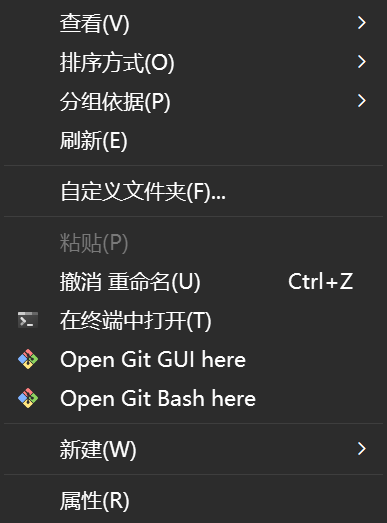 查看(V)
排序方式(O)
分组依据(P)
刷新(E)
自定义文件夹(F)...
粘贴(P)
撤消 重命名(U) Ctrl+Z
在终端中打开(T)
Open Git GUI here
Open Git Bash here
新建(W)
属性(R)